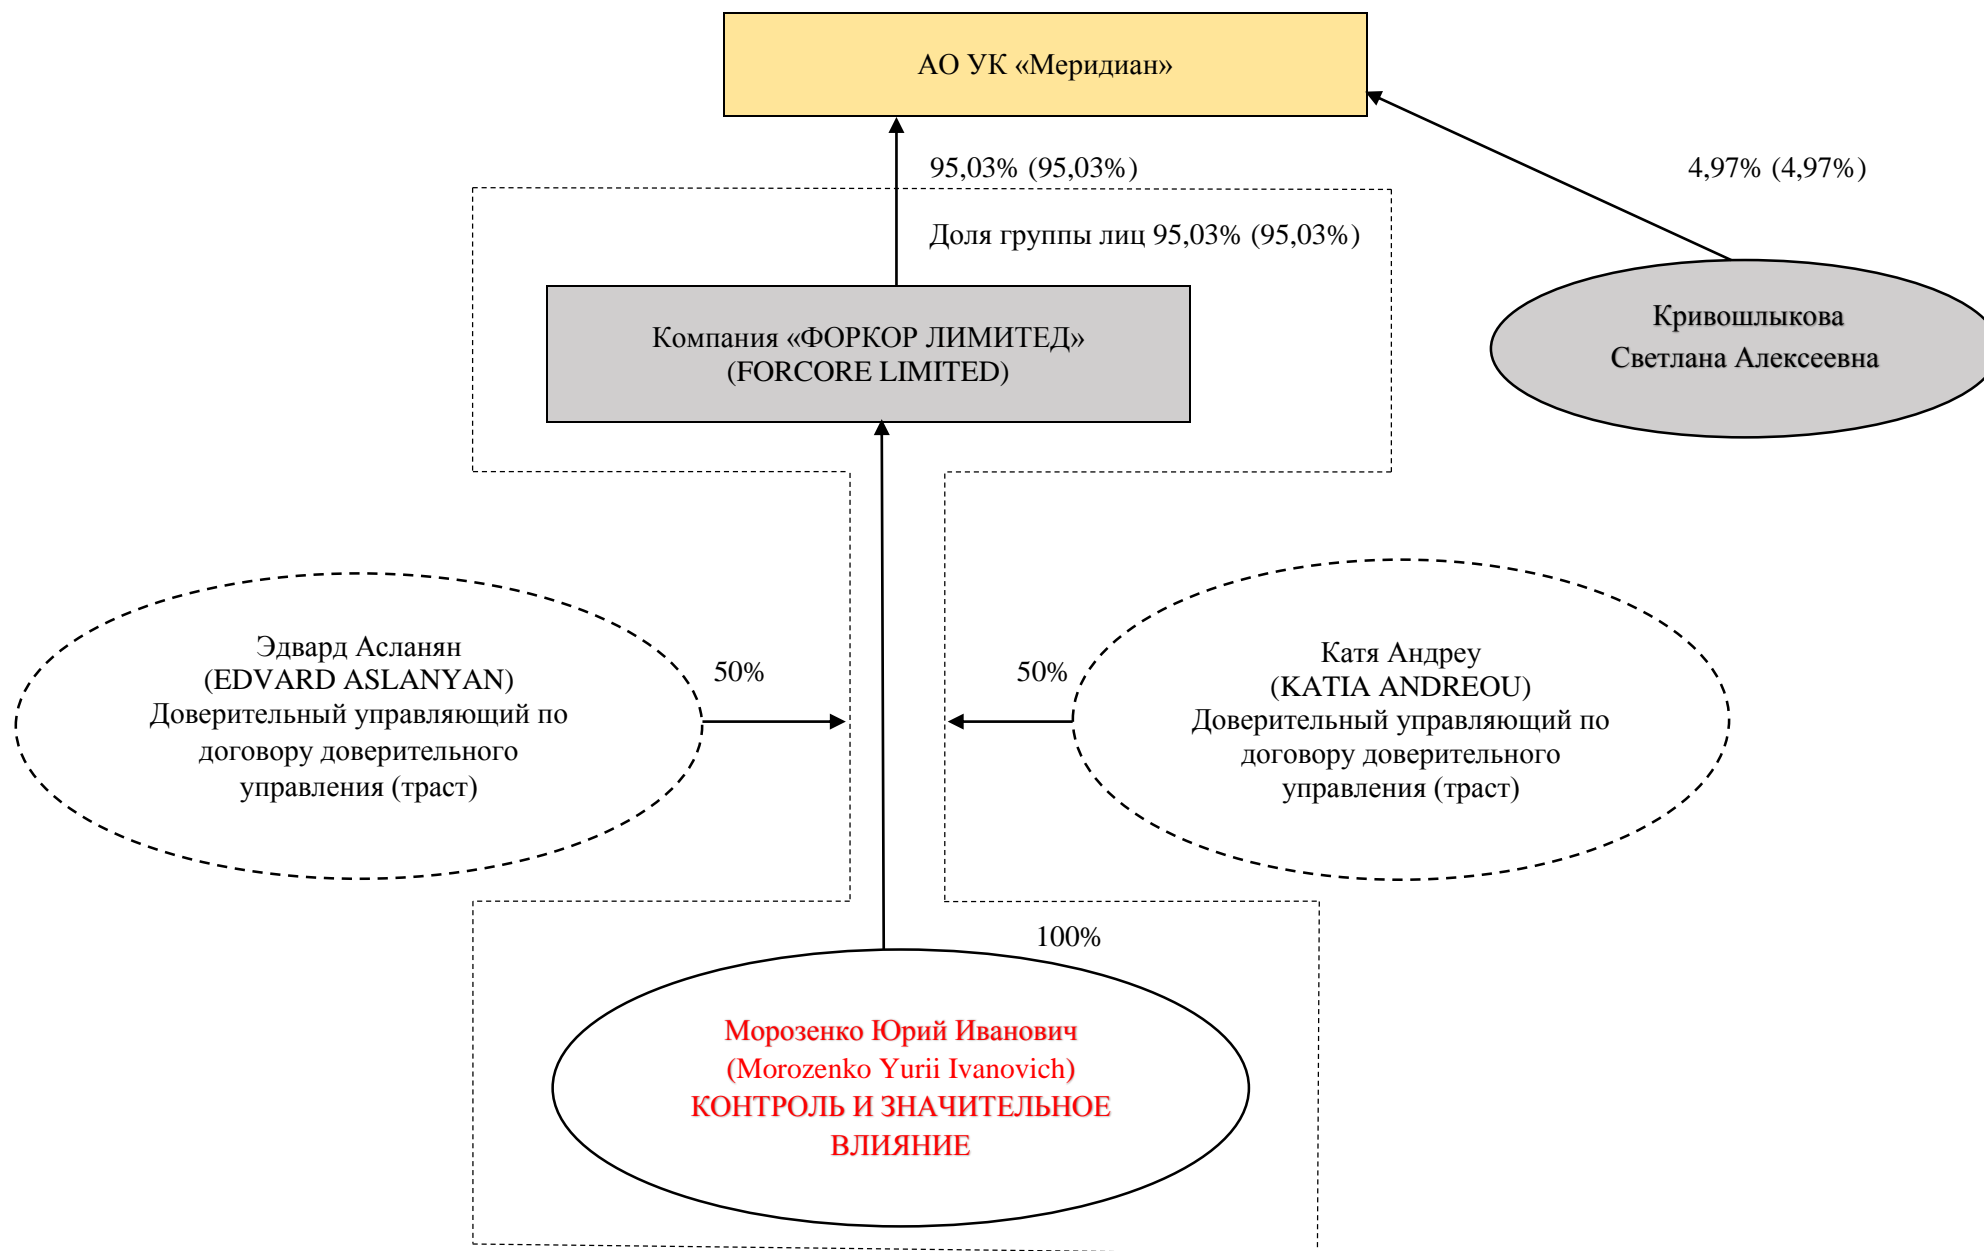 АО УК «Меридиан»
95,03% (95,03%)
4,97% (4,97%)
Доля группы лиц 95,03% (95,03%)
Компания «ФОРКОР ЛИМИТЕД»
(FORCORE LIMITED)
Кривошлыкова
Светлана Алексеевна
Эдвард Асланян
(EDVARD ASLANYAN)
Доверительный управляющий по
договору доверительного
управления (траст)
50%
50%
Катя Андреу
(KATIA ANDREOU)
Доверительный управляющий по
договору доверительного
управления (траст)
100%
Морозенко Юрий Иванович
(Morozenko Yurii Ivanovich)
КОНТРОЛЬ И ЗНАЧИТЕЛЬНОЕ
ВЛИЯНИЕ